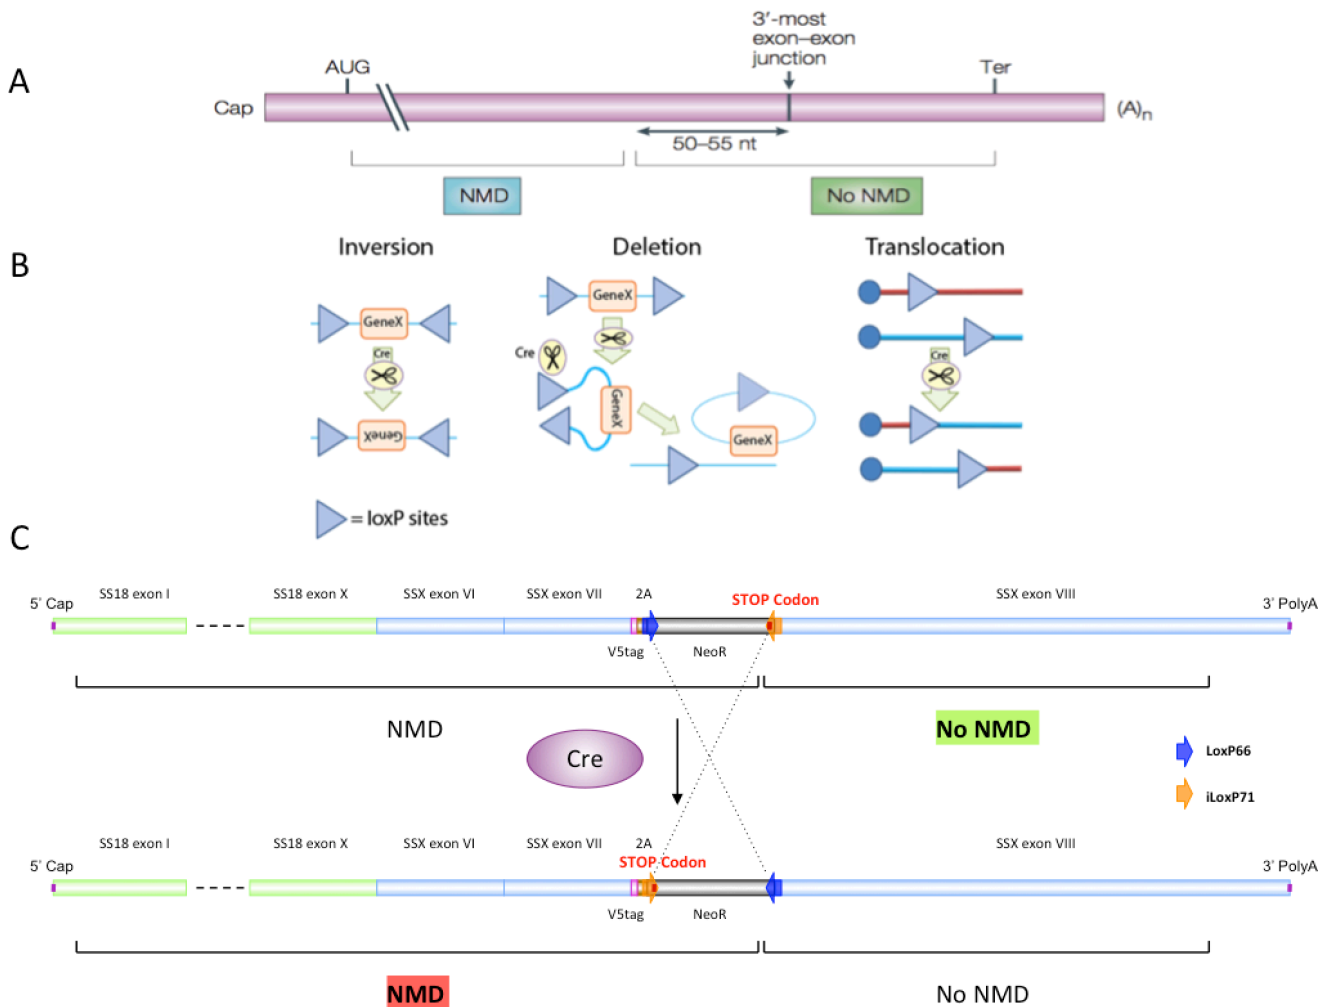 A
3′-most
exon–exon
junction
AUG
Ter
Cap
(A)n
50–55 nt
NMD
No NMD
B
Inversion
Deletion
Translocation
GeneX
Cre
GeneX
GeneX
Cre
GeneX
GeneX
Cre
= loxP sites
C
SS18 exon I
SS18 exon X
SSX exon VI
SSX exon VII
2A
STOP Codon
SSX exon VIII
5' Cap
3' PolyA
V5tag
NeoR
NMD
No NMD
Cre
LoxP66
iLoxP71
SS18 exon I
SS18 exon X
SSX exon VI
SSX exon VII
2A
STOP Codon
SSX exon VIII
5' Cap
3' PolyA
V5tag
NeoR
NMD
No NMD